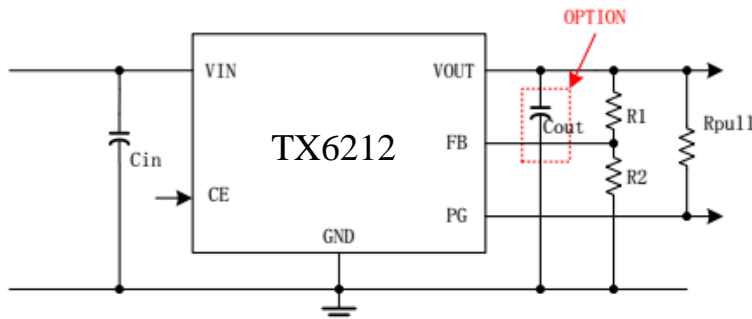 OPTION
VIN
VOUT
R1
Cout
Rpull
TX6212
FB
Cin
R2
CE
PG
GND